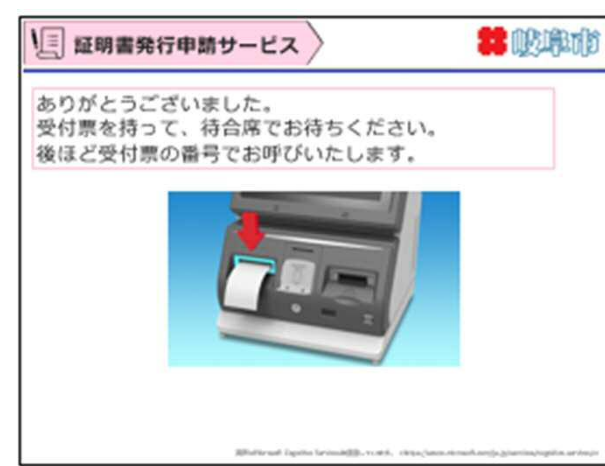 証明書発行申請サービス
岐阜市
ありがとうございました。
受付票を持って、待合席でお待ちください。
後ほど受付票の番号でお呼びいたします。